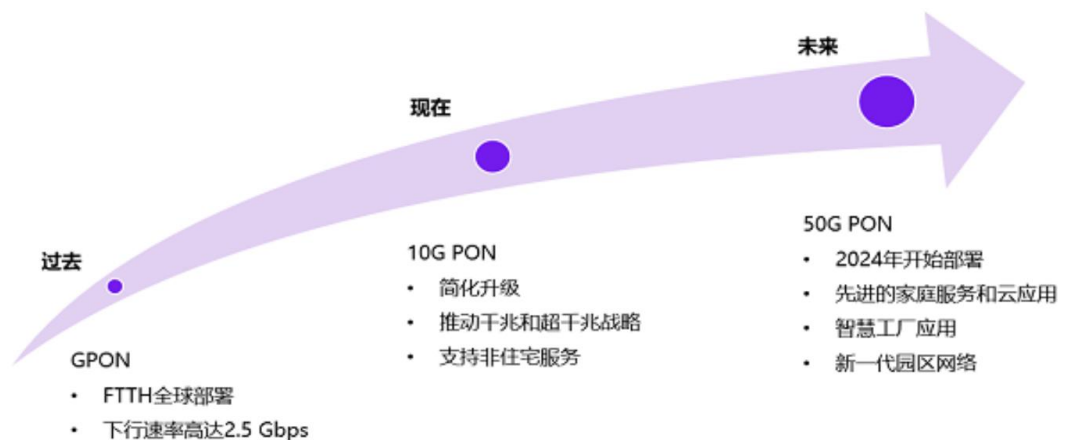 过去
GPON
• FTTH全球部署
• 下行速率高达2.5 Gbps
现在
10G PON
• 简化升级
• 推动千兆和超千兆战略
• 支持非住宅服务
未来
50G PON
• 2024年开始部署
• 先进的家庭服务和云应用
• 智慧工厂应用
• 新一代园区网络